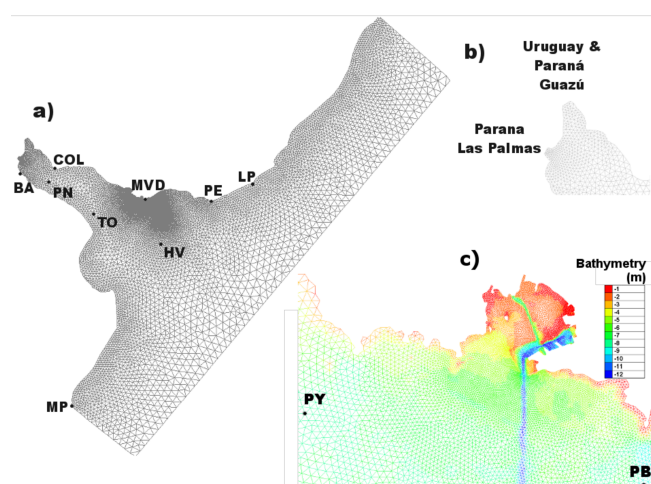 a)
COL
BA
PN
TO
MVD
HV
PE
LP
MP
b)
Uruguay &
Paraná
Guazú
Parana
Las Palmas
c)
Bathymetry
(m)
-1
-2
-3
-4
-5
-6
-7
-8
-9
-10
-11
-12
PY
PB